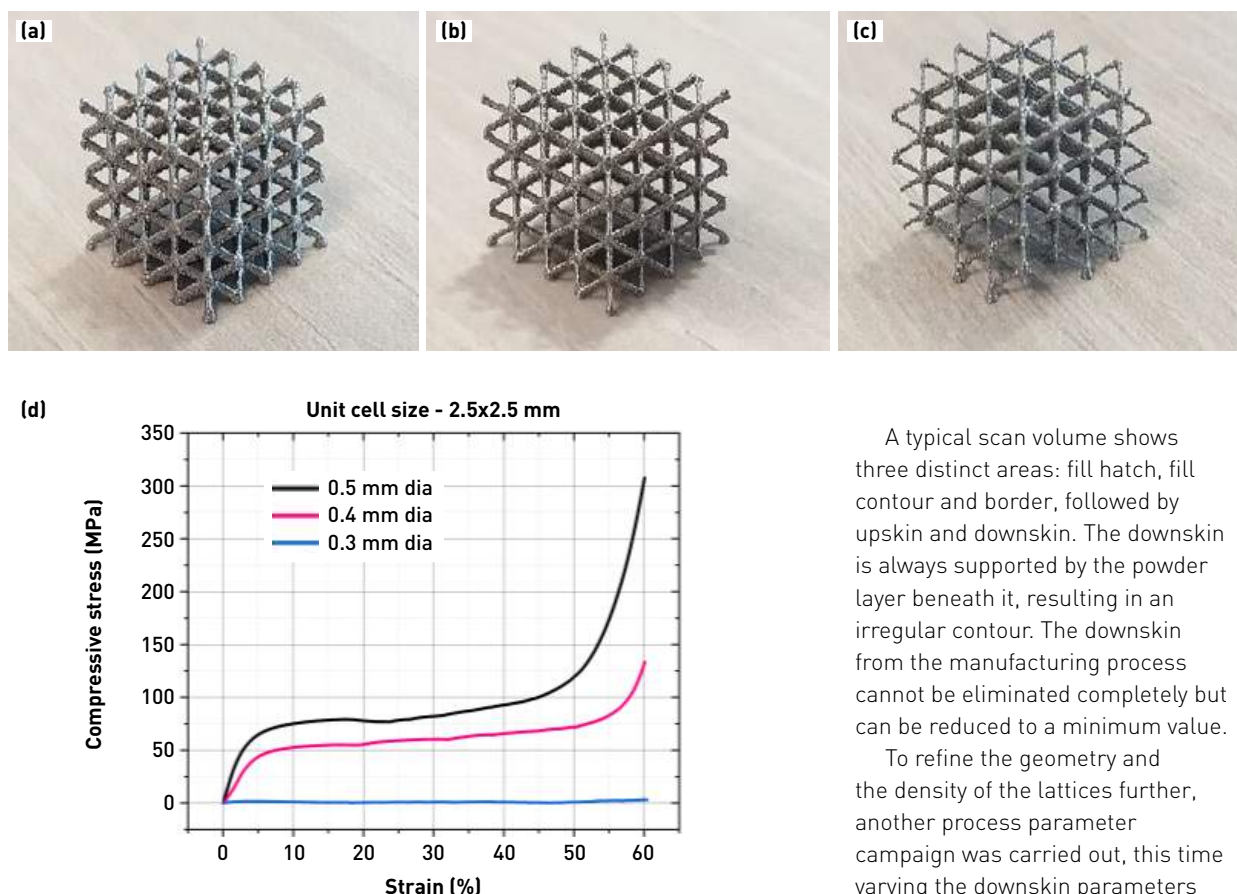 (a)
(b)
(c)
(d)
Unit cell size - 2.5x2.5 mm
350
300
250
200
150
100
50
0
Compressive stress (MPa)
0.5 mm dia
0.4 mm dia
0.3 mm dia
0 10 20 30 40 50 60
Strain (%)
A typical scan volume shows
three distinct areas: fill hatch, fill
contour and border, followed by
upskin and downskin. The downskin
is always supported by the powder
layer beneath it, resulting in an
irregular contour. The downskin
from the manufacturing process
cannot be eliminated completely but
can be reduced to a minimum value.
To refine the geometry and
the density of the lattices further,
another process parameter
campaign was carried out, this time
varying the downskin parameters